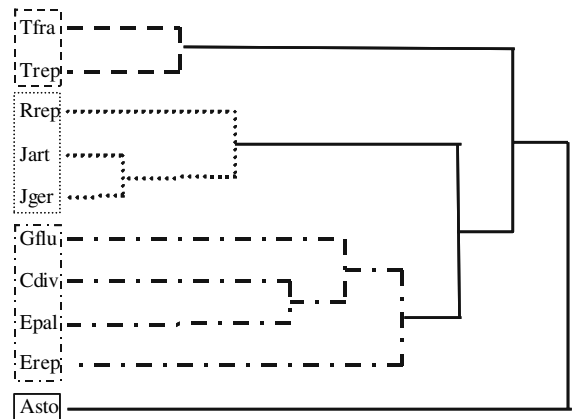 Tfra
Trep
Rrep
Jart
Jger
Gflu
Cdiv
Epal
Erep
Asto